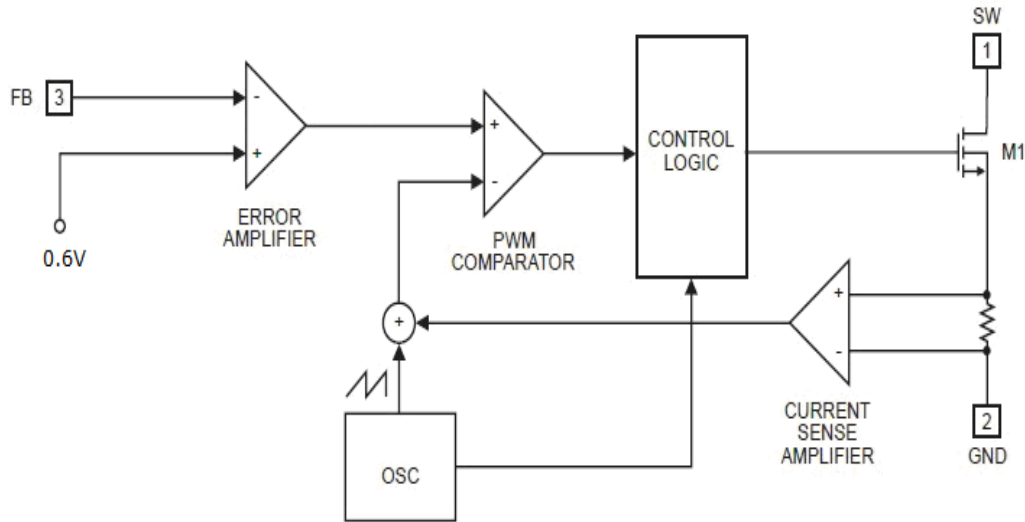 SW
1
FB 3
-
+
0.6V
ERROR
AMPLIFIER
+
-
PWM
COMPARATOR
CONTROL
LOGIC
M1
+
-
CURRENT
SENSE
AMPLIFIER
+
OSC
2
GND